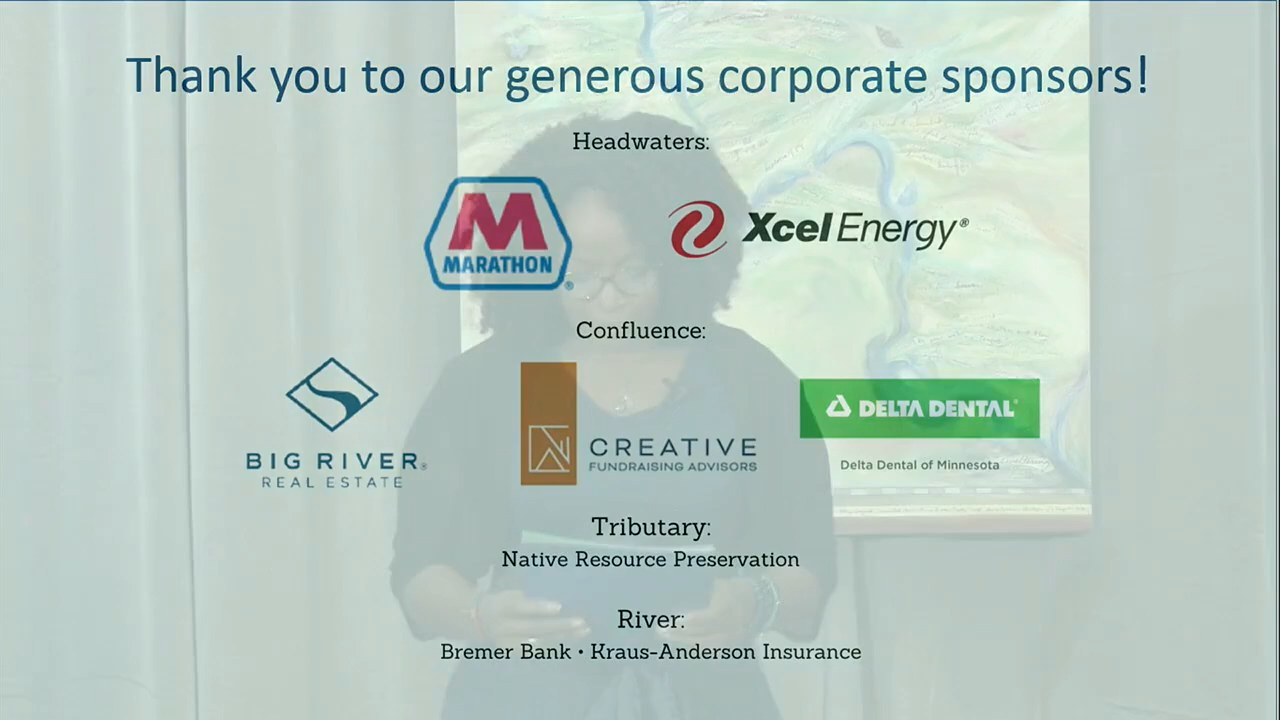 Thank you to our generous corporate sponsors!
Headwaters:
M
MARATHON®
Xcel Energy®
Confluence:
BIG RIVER®
REAL ESTATE
CREATIVE
FUNDRAISING ADVISORS
DELTA DENTAL®
Delta Dental of Minnesota
Tributary:
Native Resource Preservation
River:
Bremer Bank • Kraus-Anderson Insurance